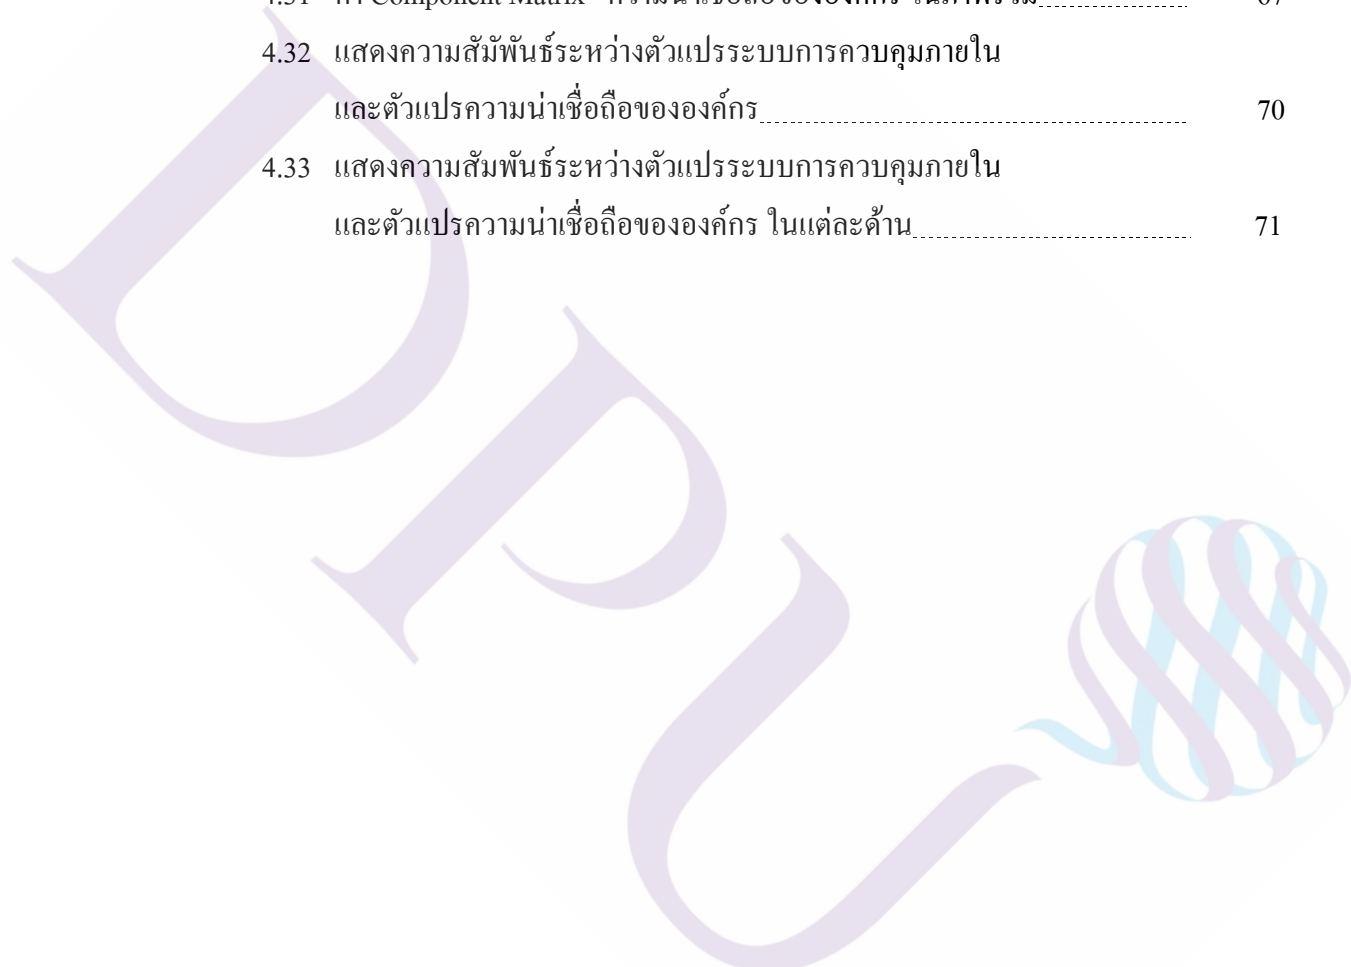 Component Matrix
4.32 แสดงความสัมัพันธ์ระหว่างตัวแปรระบบการควบคุมภายใน
และตัวแปรความน่าเชื่อถือขององค์กร 70
4.33 แสดงความสัมพันธ์ระหว่างตัวแปรระบบการควบคุมภายใน
และตัวแปรความน่าเชื่อถือขององค์กร ในแต่ละด้าน 71
DPU